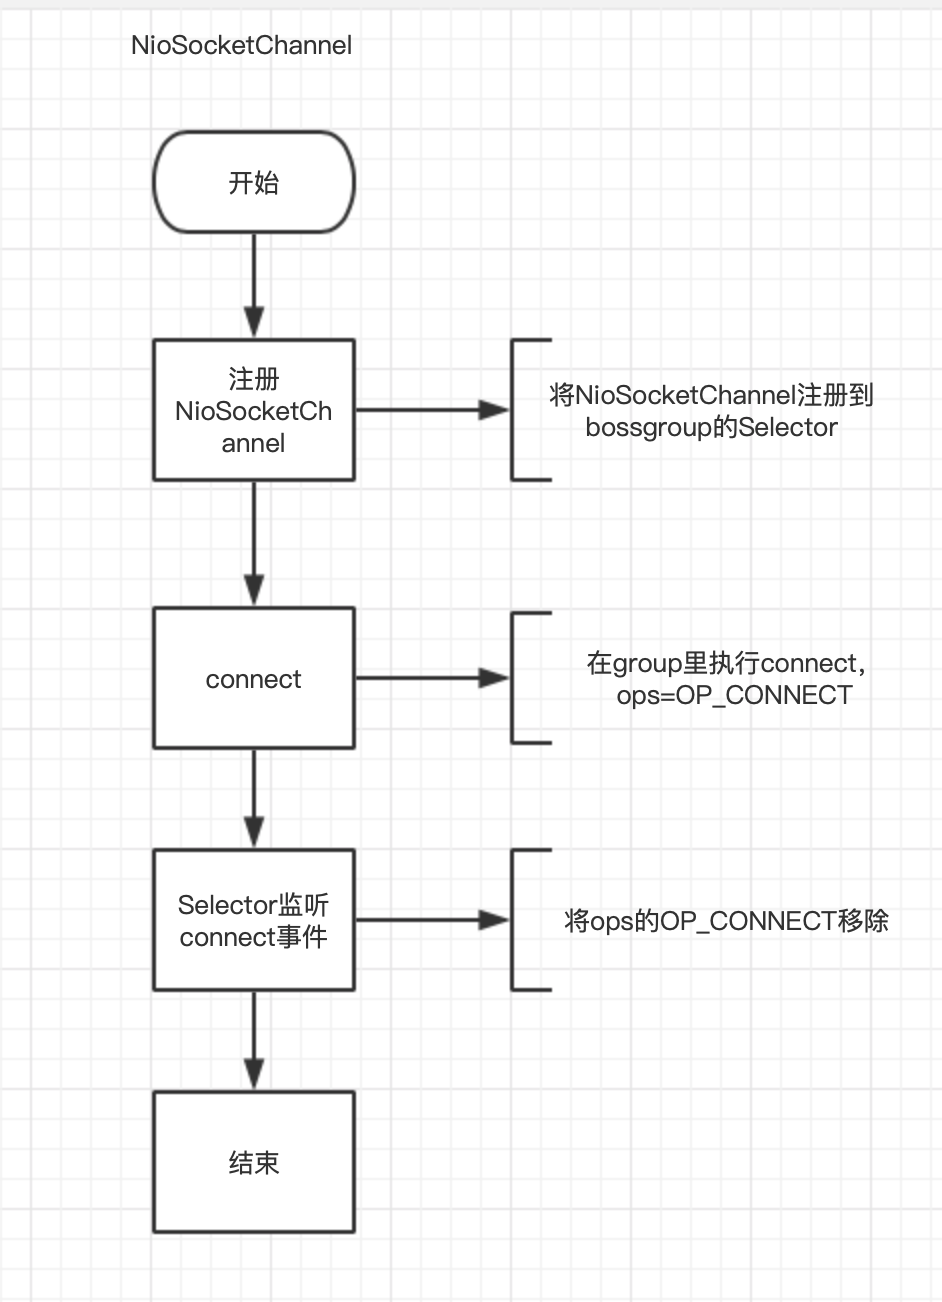 NioSocketChannel
开始
注册
NioSocketCh
annel
将NioSocketChannel注册到
bossgroup的Selector
connect
在group里执行connect，
ops=OP_CONNECT
Selector监听
connect事件
将ops的OP_CONNECT移除
结束